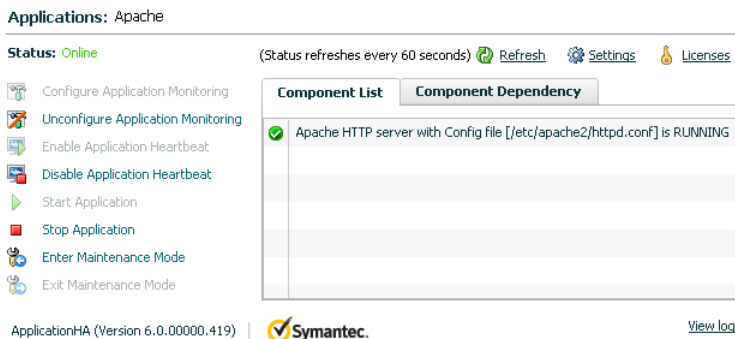 Applications: Apache
Status: Online
(Status refreshes every 60 seconds) Refresh Settings Licenses
Configure Application Monitoring
Unconfigure Application Monitoring
Enable Application Heartbeat
Disable Application Heartbeat
Start Application
Stop Application
Enter Maintenance Mode
Exit Maintenance Mode
Component List Component Dependency
Apache HTTP server with Config file [/etc/apache2/httpd.conf] is RUNNING
ApplicationHA (Version 6.0.00000.419)
Symantec.
View log